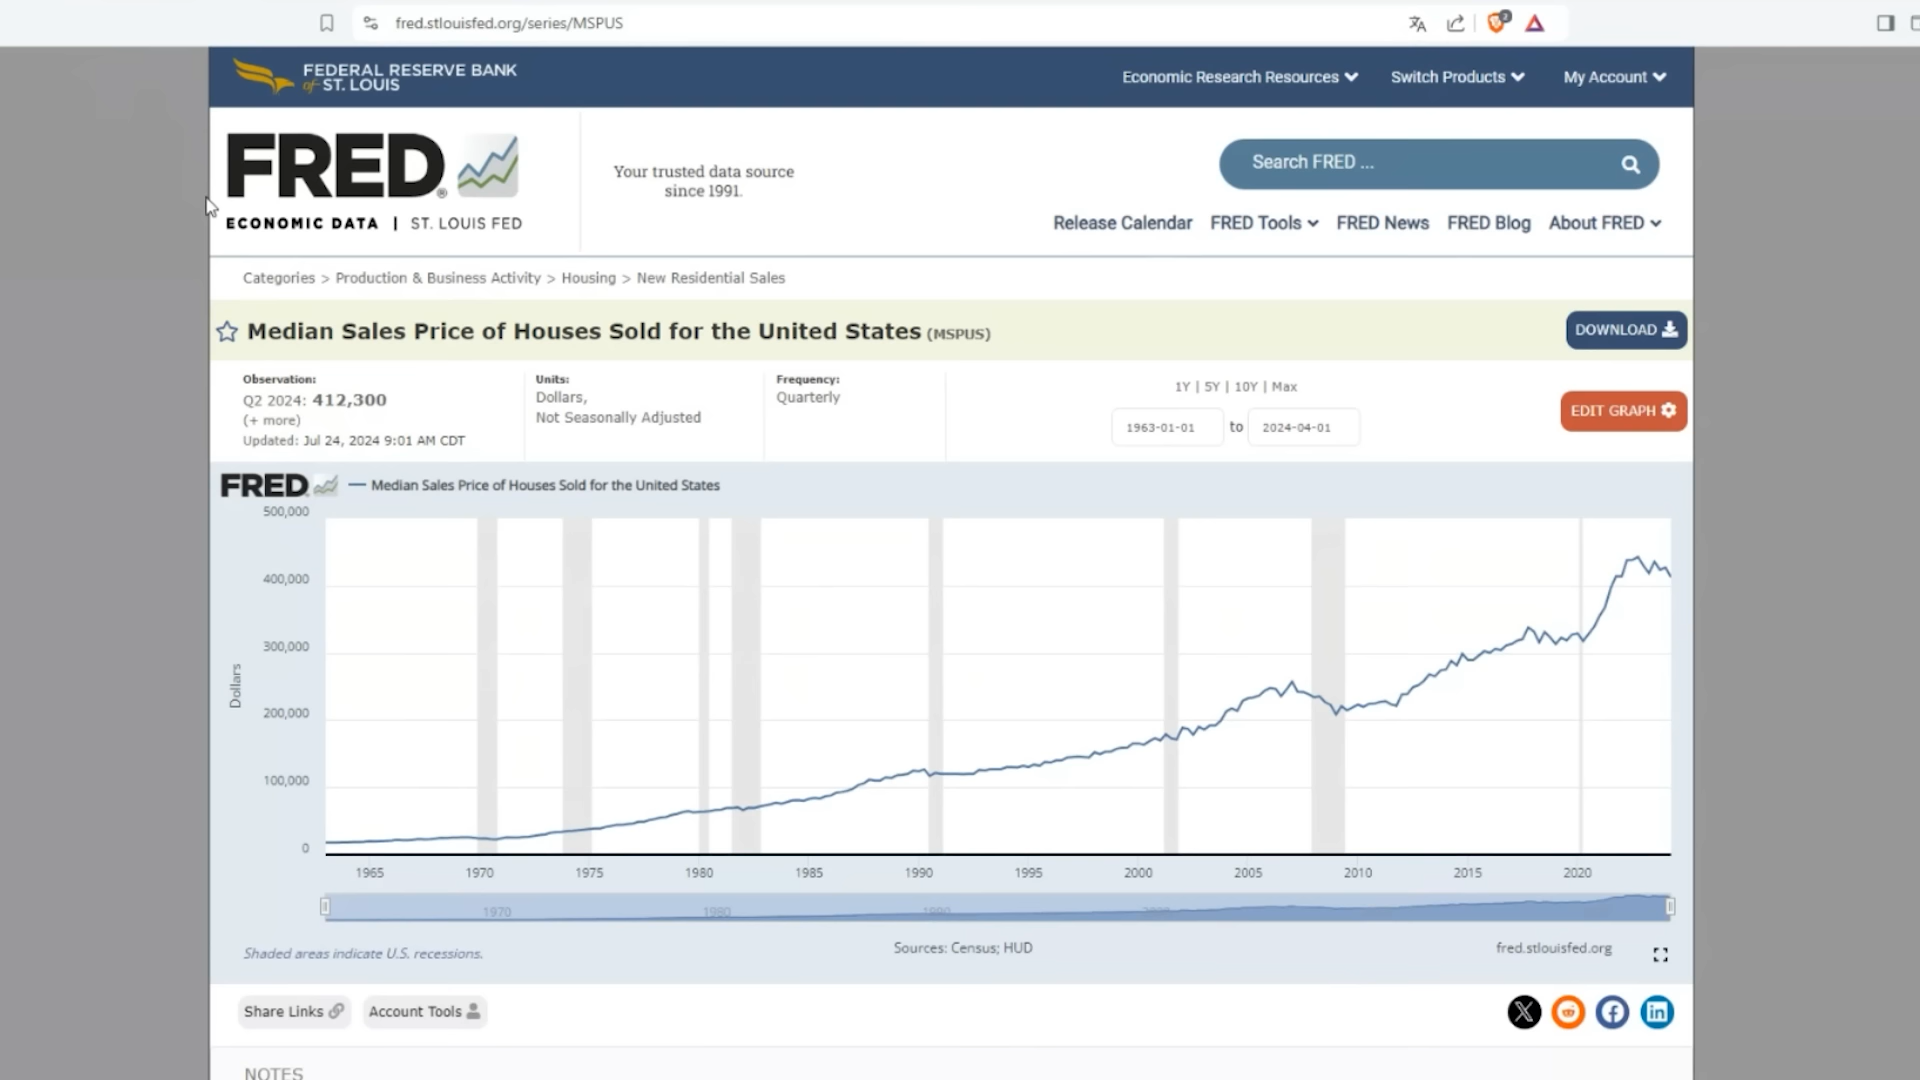 fred.stlouisfed.org/series/MSPUS
2
FEDERAL RESERVE BANK
of ST. LOUIS
Economic Research Resources
Switch Products
My Account
FRED®
ECONOMIC DATA | ST. LOUIS FED
Your trusted data source
since 1991.
Search FRED ...
Release Calendar
FRED Tools
FRED News
FRED Blog
About FRED
Categories > Production & Business Activity > Housing > New Residential Sales
Median Sales Price of Houses Sold for the United States (MSPUS)
DOWNLOAD
Observation:
Q2 2024: 412,300
(+ more)
Updated: Jul 24, 2024 9:01 AM CDT
Units:
Dollars,
Not Seasonally Adjusted
Frequency:
Quarterly
1Y | 5Y | 10Y | Max
1963-01-01 to 2024-04-01
EDIT GRAPH
FRED
Median Sales Price of Houses Sold for the United States
500,000
400,000
300,000
200,000
100,000
0
Dollars
1965 1970 1975 1980 1985 1990 1995 2000 2005 2010 2015 2020
1970 1980 1990 2000
Shaded areas indicate U.S. recessions.
Sources: Census; HUD
fred.stlouisfed.org
Share Links
Account Tools
X
f
in
NOTES